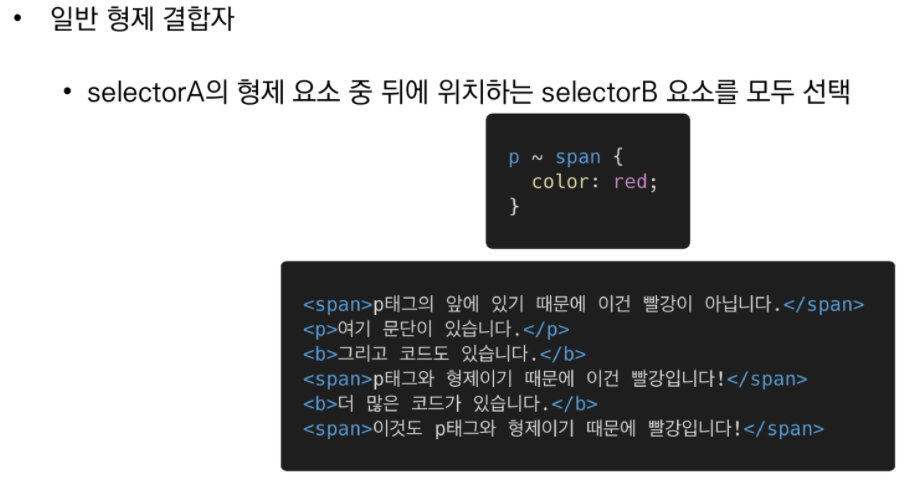 • 일반 형제 결합자
• selectorA의 형제 요소 중 뒤에 위치하는 selectorB 요소를 모두 선택
p ~ span {
  color: red;
}
<span>p태그의 앞에 있기 때문에 이건 빨강이 아닙니다.</span>
<p>여기 문단이 있습니다.</p>
<b>그리고 코드도 있습니다.</b>
<span>p태그와 형제이기 때문에 이건 빨강입니다!</span>
<b>더 많은 코드가 있습니다.</b>
<span>이것도 p태그와 형제이기 때문에 빨강입니다!</span>